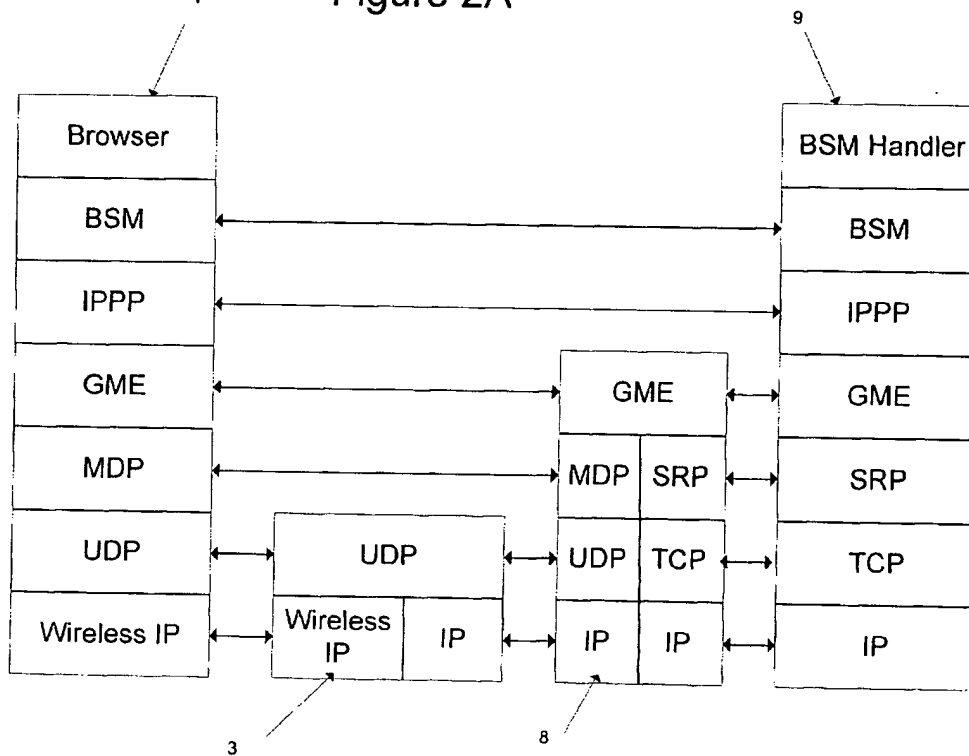 Figure 2A
9
Browser
BSM Handler
BSM
BSM
IPPP
IPPP
GME
GME
GME
MDP
MDP
SRP
SRP
UDP
UDP
UDP
TCP
TCP
Wireless IP
Wireless
IP
IP
IP
IP
IP
3
8